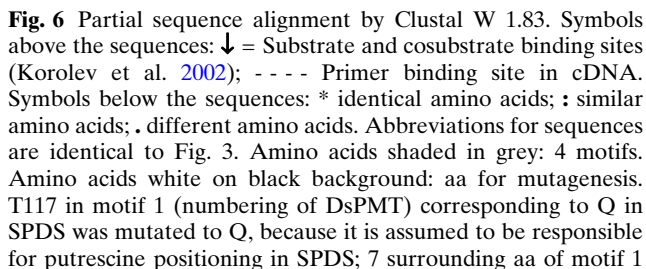 Fig. 6 Partial sequence alignment by Clustal W 1.83. Symbols
above the sequences: ↓ = Substrate and cosubstrate binding sites
(Korolev et al. 2002); - - - - Primer binding site in cDNA.
Symbols below the sequences: * identical amino acids; : similar
amino acids; . different amino acids. Abbreviations for sequences
are identical to Fig. 3. Amino acids shaded in grey: 4 motifs.
Amino acids white on black background: aa for mutagenesis.
T117 in motif 1 (numbering of DsPMT) corresponding to Q in
SPDS was mutated to Q, because it is assumed to be responsible
for putrescine positioning in SPDS; 7 surrounding aa of motif 1